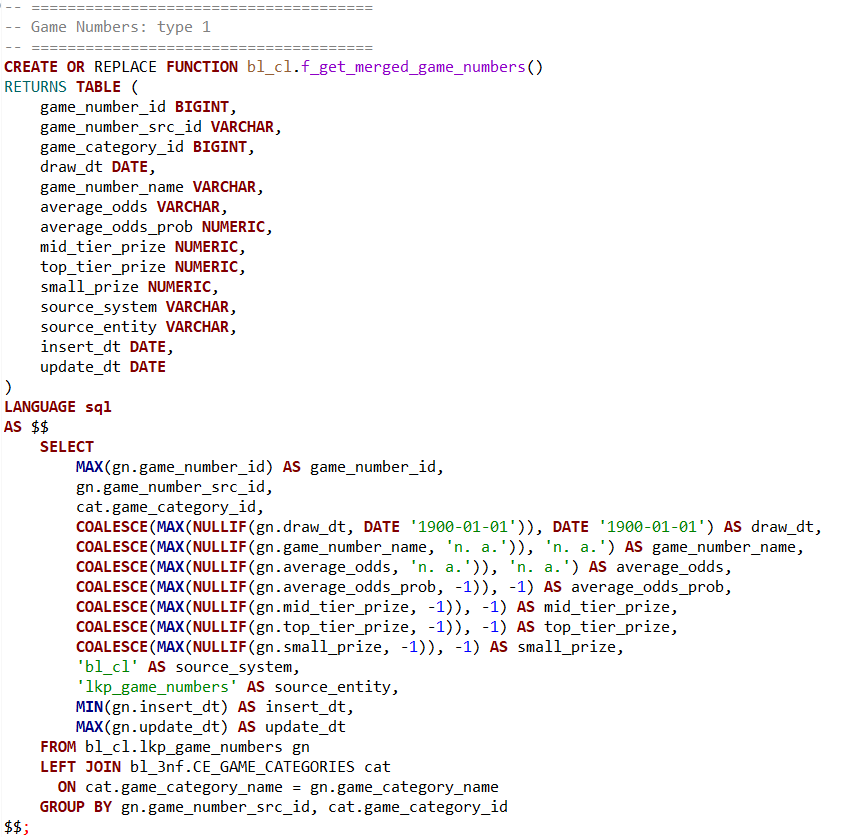 -- ======================================
-- Game Numbers: type 1
-- ======================================
CREATE OR REPLACE FUNCTION bl_cl.f_get_merged_game_numbers()
RETURNS TABLE (
    game_number_id BIGINT,
    game_number_src_id VARCHAR,
    game_category_id BIGINT,
    draw_dt DATE,
    game_number_name VARCHAR,
    average_odds VARCHAR,
    average_odds_prob NUMERIC,
    mid_tier_prize NUMERIC,
    top_tier_prize NUMERIC,
    small_prize NUMERIC,
    source_system VARCHAR,
    source_entity VARCHAR,
    insert_dt DATE,
    update_dt DATE
)
LANGUAGE sql
AS $$
    SELECT
        MAX(gn.game_number_id) AS game_number_id,
        gn.game_number_src_id,
        cat.game_category_id,
        COALESCE(MAX(NULLIF(gn.draw_dt, DATE '1900-01-01')), DATE '1900-01-01') AS draw_dt,
        COALESCE(MAX(NULLIF(gn.game_number_name, 'n. a.')), 'n. a.') AS game_number_name,
        COALESCE(MAX(NULLIF(gn.average_odds, 'n. a.')), 'n. a.') AS average_odds,
        COALESCE(MAX(NULLIF(gn.average_odds_prob, -1)), -1) AS average_odds_prob,
        COALESCE(MAX(NULLIF(gn.mid_tier_prize, -1)), -1) AS mid_tier_prize,
        COALESCE(MAX(NULLIF(gn.top_tier_prize, -1)), -1) AS top_tier_prize,
        COALESCE(MAX(NULLIF(gn.small_prize, -1)), -1) AS small_prize,
        'bl_cl' AS source_system,
        'lkp_game_numbers' AS source_entity,
        MIN(gn.insert_dt) AS insert_dt,
        MAX(gn.update_dt) AS update_dt
    FROM bl_cl.lkp_game_numbers gn
    LEFT JOIN bl_3nf.CE_GAME_CATEGORIES cat
      ON cat.game_category_name = gn.game_category_name
    GROUP BY gn.game_number_src_id, cat.game_category_id
$$;